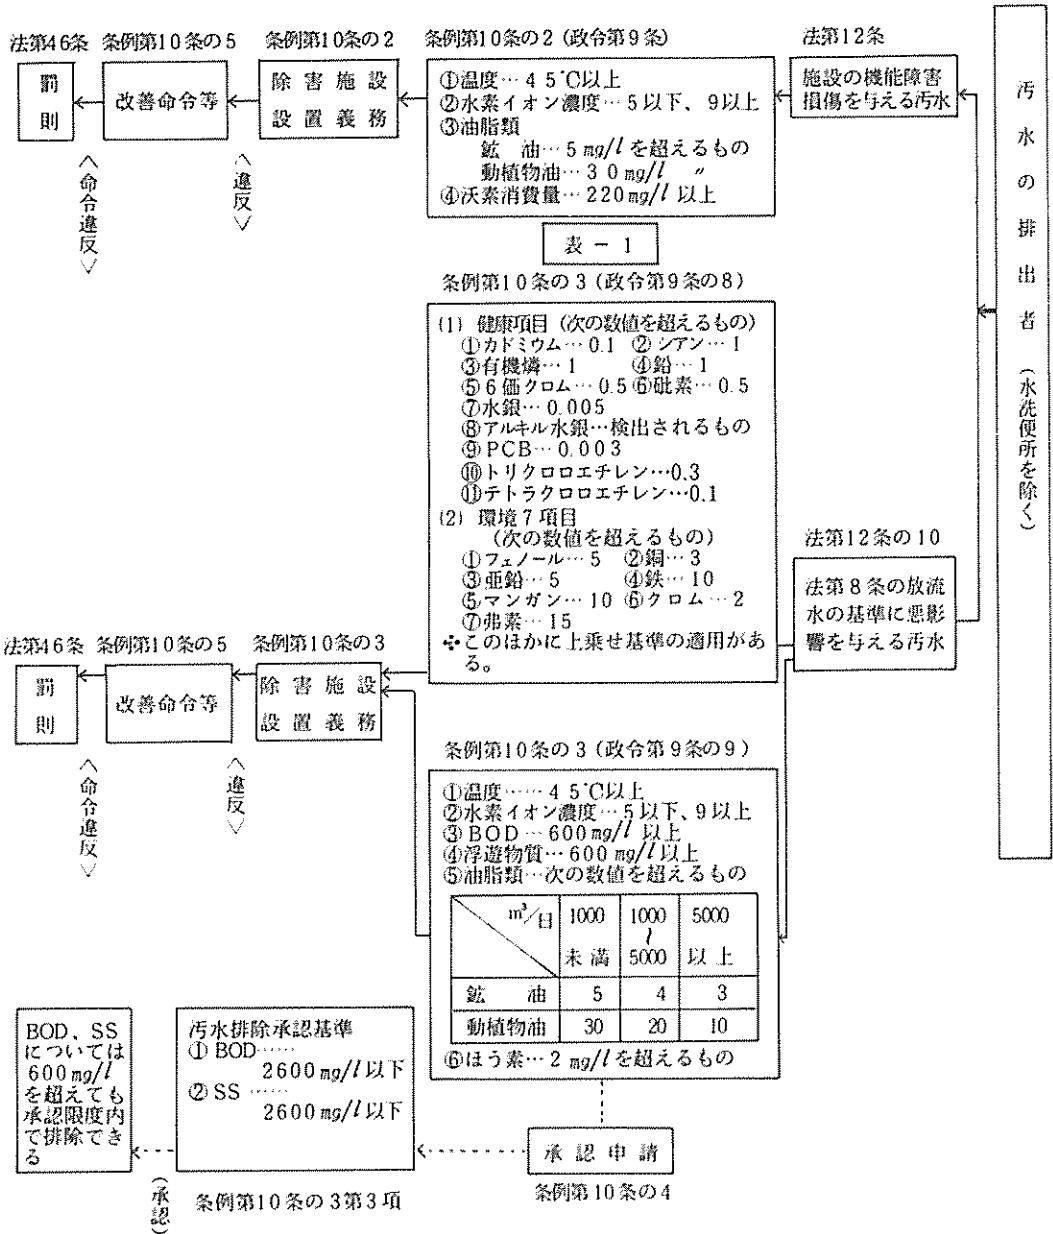 法第46条 条例第10条の5 条例第10条の2 条例第10条の2(政令第9条) 法第12条
罰則
改善命令等
除害施設
設置義務
①温度…45℃以上
②水素イオン濃度…5以下、9以上
③油脂類
鉱 油…5mg/lを超えるもの
動植物油…30mg/l 〃
④沃素消費量…220mg/l以上
施設の機能障害
損傷を与える汚水
汚水の排出者(水洗便所を除く)
<命令違反>
<違反>
表-1
条例第10条の3(政令第9条の8)
(1) 健康項目(次の数値を超えるもの)
①カドミウム…0.1 ②シアン…1
③有機燐…1 ④鉛…1
⑤6価クロム…0.5 ⑥砒素…0.5
⑦水銀…0.005
⑧アルキル水銀…検出されるもの
⑨PCB…0.003
⑩トリクロロエチレン…0.3
⑪テトラクロロエチレン…0.1
(2) 環境7項目
(次の数値を超えるもの)
①フェノール…5 ②銅…3
③亜鉛…5 ④鉄…10
⑤マンガン…10 ⑥クロム…2
⑦弗素…15
✣このほかに上乗せ基準の適用があ
る。
法第12条の10
法第8条の放流
水の基準に悪影
響を与える汚水
法第46条 条例第10条の5 条例第10条の3
罰則
改善命令等
除害施設
設置義務
<命令違反>
<違反>
条例第10条の3(政令第9条の9)
①温度……45℃以上
②水素イオン濃度…5以下、9以上
③BOD…600mg/l以上
④浮遊物質…600mg/l以上
⑤油脂類…次の数値を超えるもの
m³/日 1000未満 1000~5000 5000以上
鉱 油 5 4 3
動植物油 30 20 10
⑥ほう素…2mg/lを超えるもの
BOD、SS
については
600mg/l
を超えても
承認限度内
で排除でき
る
汚水排除承認基準
①BOD……
2600mg/l以下
②SS……
2600mg/l以下
承認申請
(承認)
条例第10条の3第3項
条例第10条の4